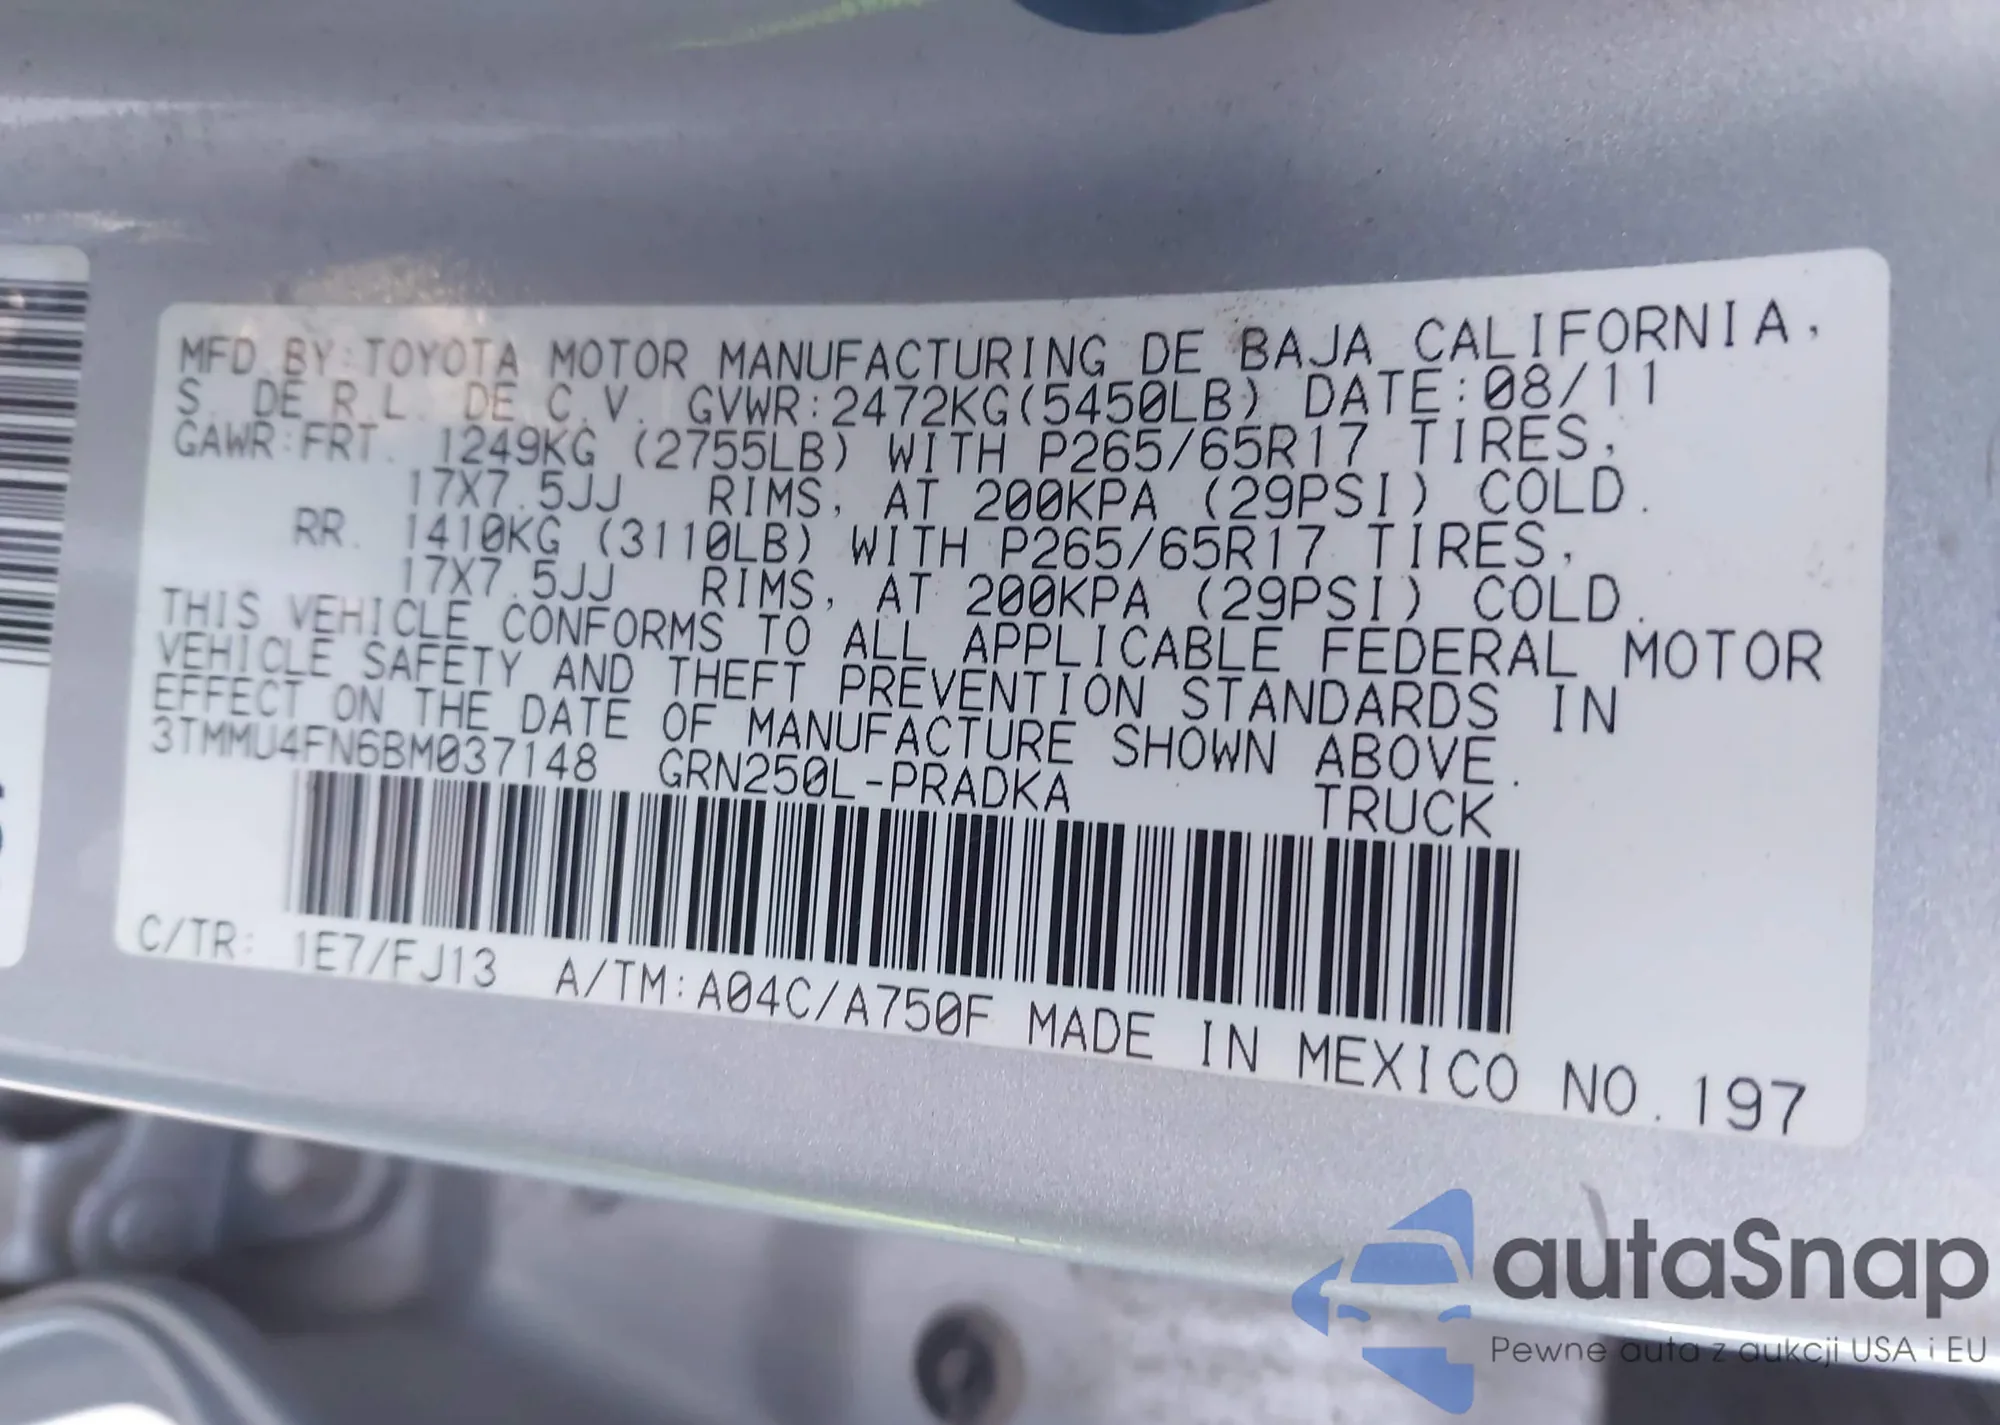 MFD. BY: TOYOTA MOTOR MANUFACTURING DE BAJA CALIFORNIA,
S. DE R.L. DE C.V. GVWR:2472KG(5450LB) DATE:08/11
GAWR:FRT. 1249KG (2755LB) WITH P265/65R17 TIRES,
17X7.5JJ RIMS, AT 200KPA (29PSI) COLD.
RR. 1410KG (3110LB) WITH P265/65R17 TIRES,
17X7.5JJ RIMS, AT 200KPA (29PSI) COLD.
THIS VEHICLE CONFORMS TO ALL APPLICABLE FEDERAL MOTOR
VEHICLE SAFETY AND THEFT PREVENTION STANDARDS IN
EFFECT ON THE DATE OF MANUFACTURE SHOWN ABOVE.
3TMMU4FN6BM037148 GRN250L-PRADKA TRUCK
C/TR: 1E7/FJ13 A/TM:A04C/A750F MADE IN MEXICO NO. 197
autaSnap
Pewne auta z aukcji USA i EU